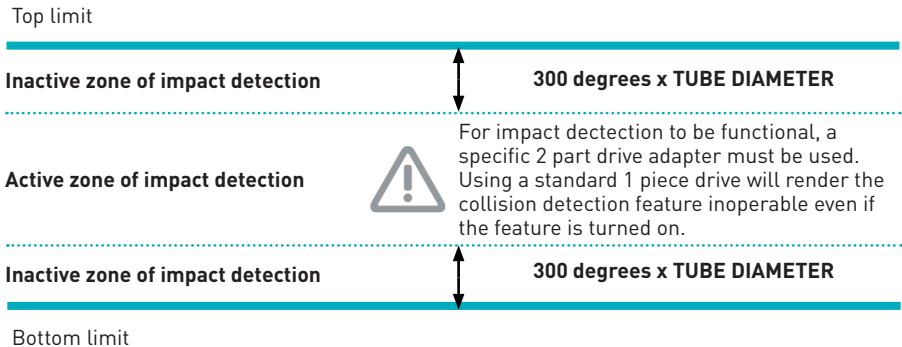 Top limit
Inactive zone of impact detection
300 degrees x TUBE DIAMETER
Active zone of impact detection
For impact dectection to be functional, a
specific 2 part drive adapter must be used.
Using a standard 1 piece drive will render the
collision detection feature inoperable even if
the feature is turned on.
Inactive zone of impact detection
300 degrees x TUBE DIAMETER
Bottom limit